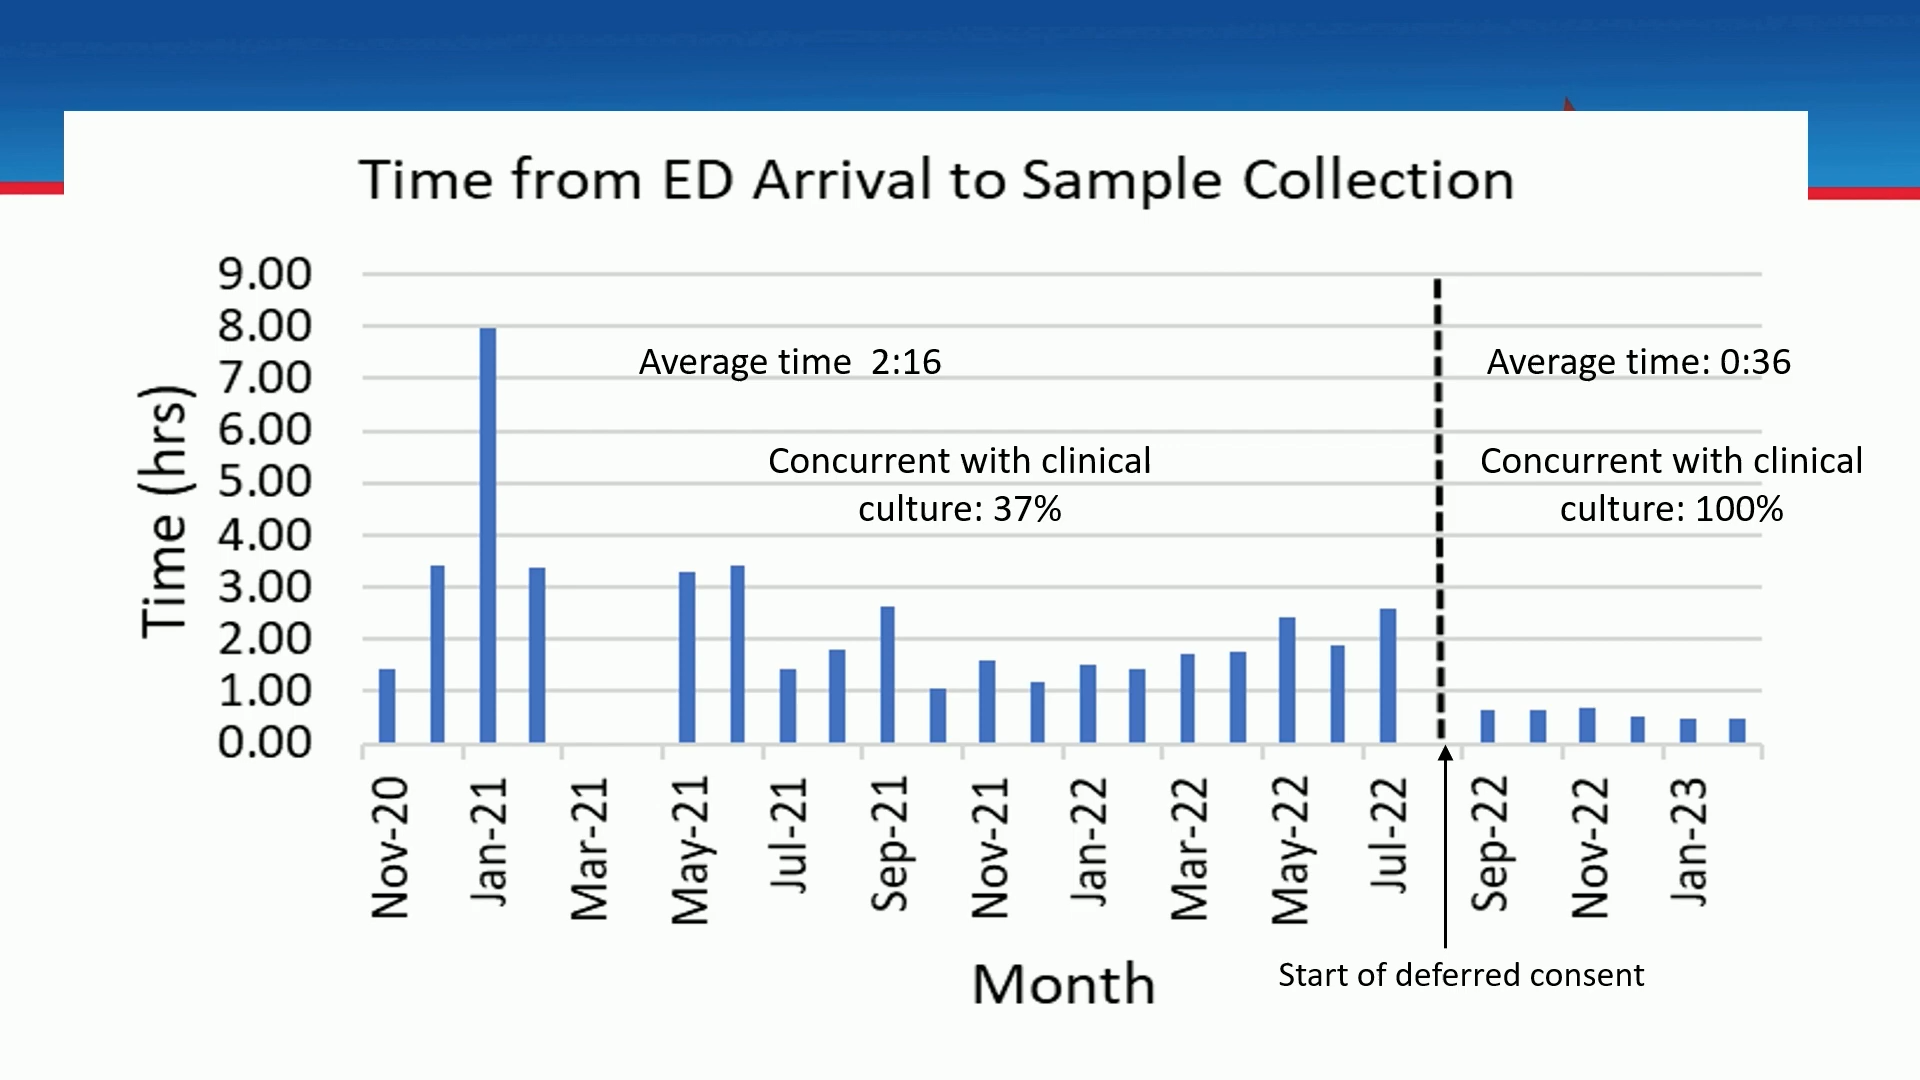 Time from ED Arrival to Sample Collection
9.00
8.00
7.00
6.00
5.00
4.00
3.00
2.00
1.00
0.00
Time (hrs)
Average time 2:16
Average time: 0:36
Concurrent with clinical
culture: 37%
Concurrent with clinical
culture: 100%
Nov-20
Jan-21
Mar-21
May-21
Jul-21
Sep-21
Nov-21
Jan-22
Mar-22
May-22
Jul-22
Sep-22
Nov-22
Jan-23
Month
Start of deferred consent